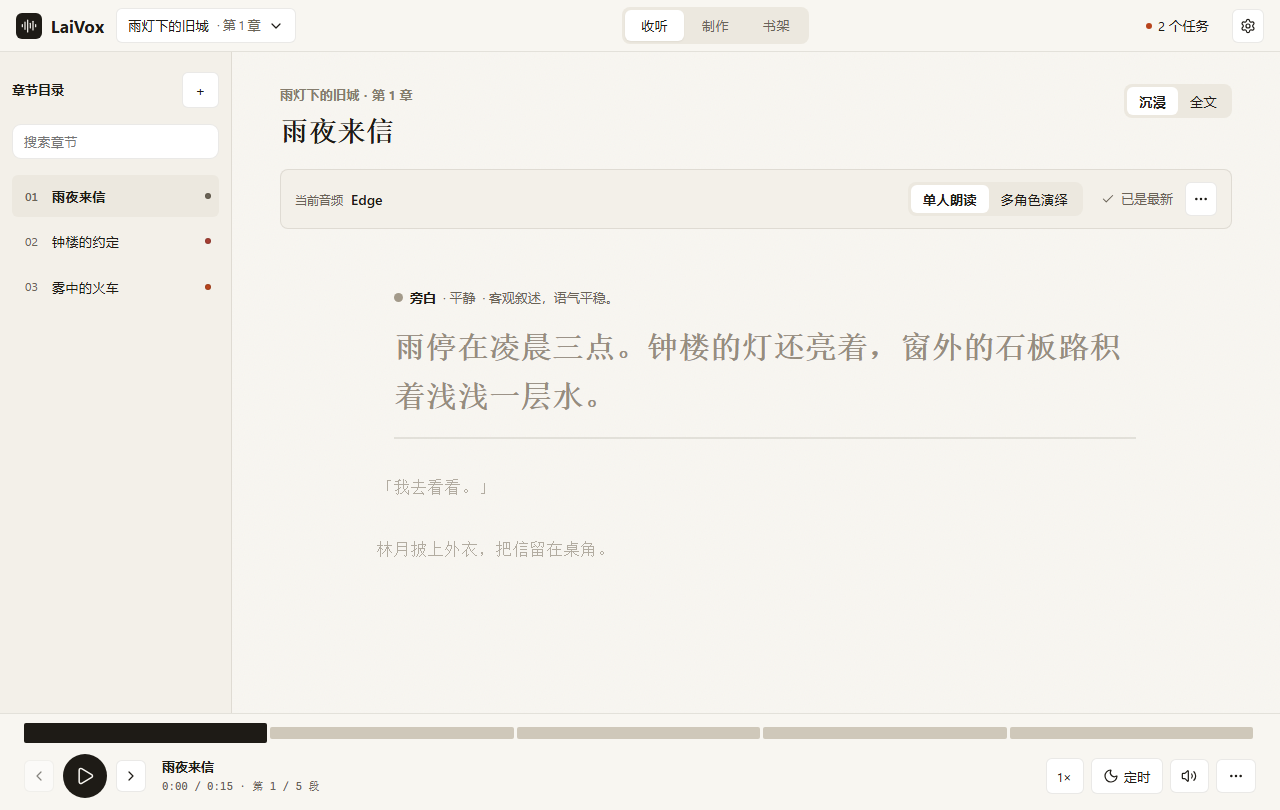 LaiVox
雨灯下的旧城 · 第 1 章
收听
制作
书架
2 个任务
章节目录
+
搜索章节
01 雨夜来信
02 钟楼的约定
03 雾中的火车
雨灯下的旧城 · 第 1 章
雨夜来信
沉浸
全文
当前音频 Edge
单人朗读
多角色演绎
已是最新
旁白 · 平静 · 客观叙述，语气平稳。
雨停在凌晨三点。钟楼的灯还亮着，窗外的石板路积
着浅浅一层水。
「我去看看。」
林月披上外衣，把信留在桌角。
雨夜来信
0:00 / 0:15 · 第 1 / 5 段
1×
定时